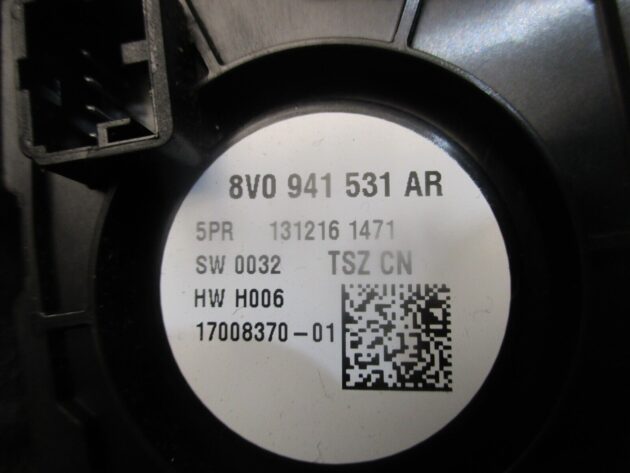 8V0 941 531 AR
5PR 131216 1471
SW 0032 TSZ CN
HW H006
17008370-01